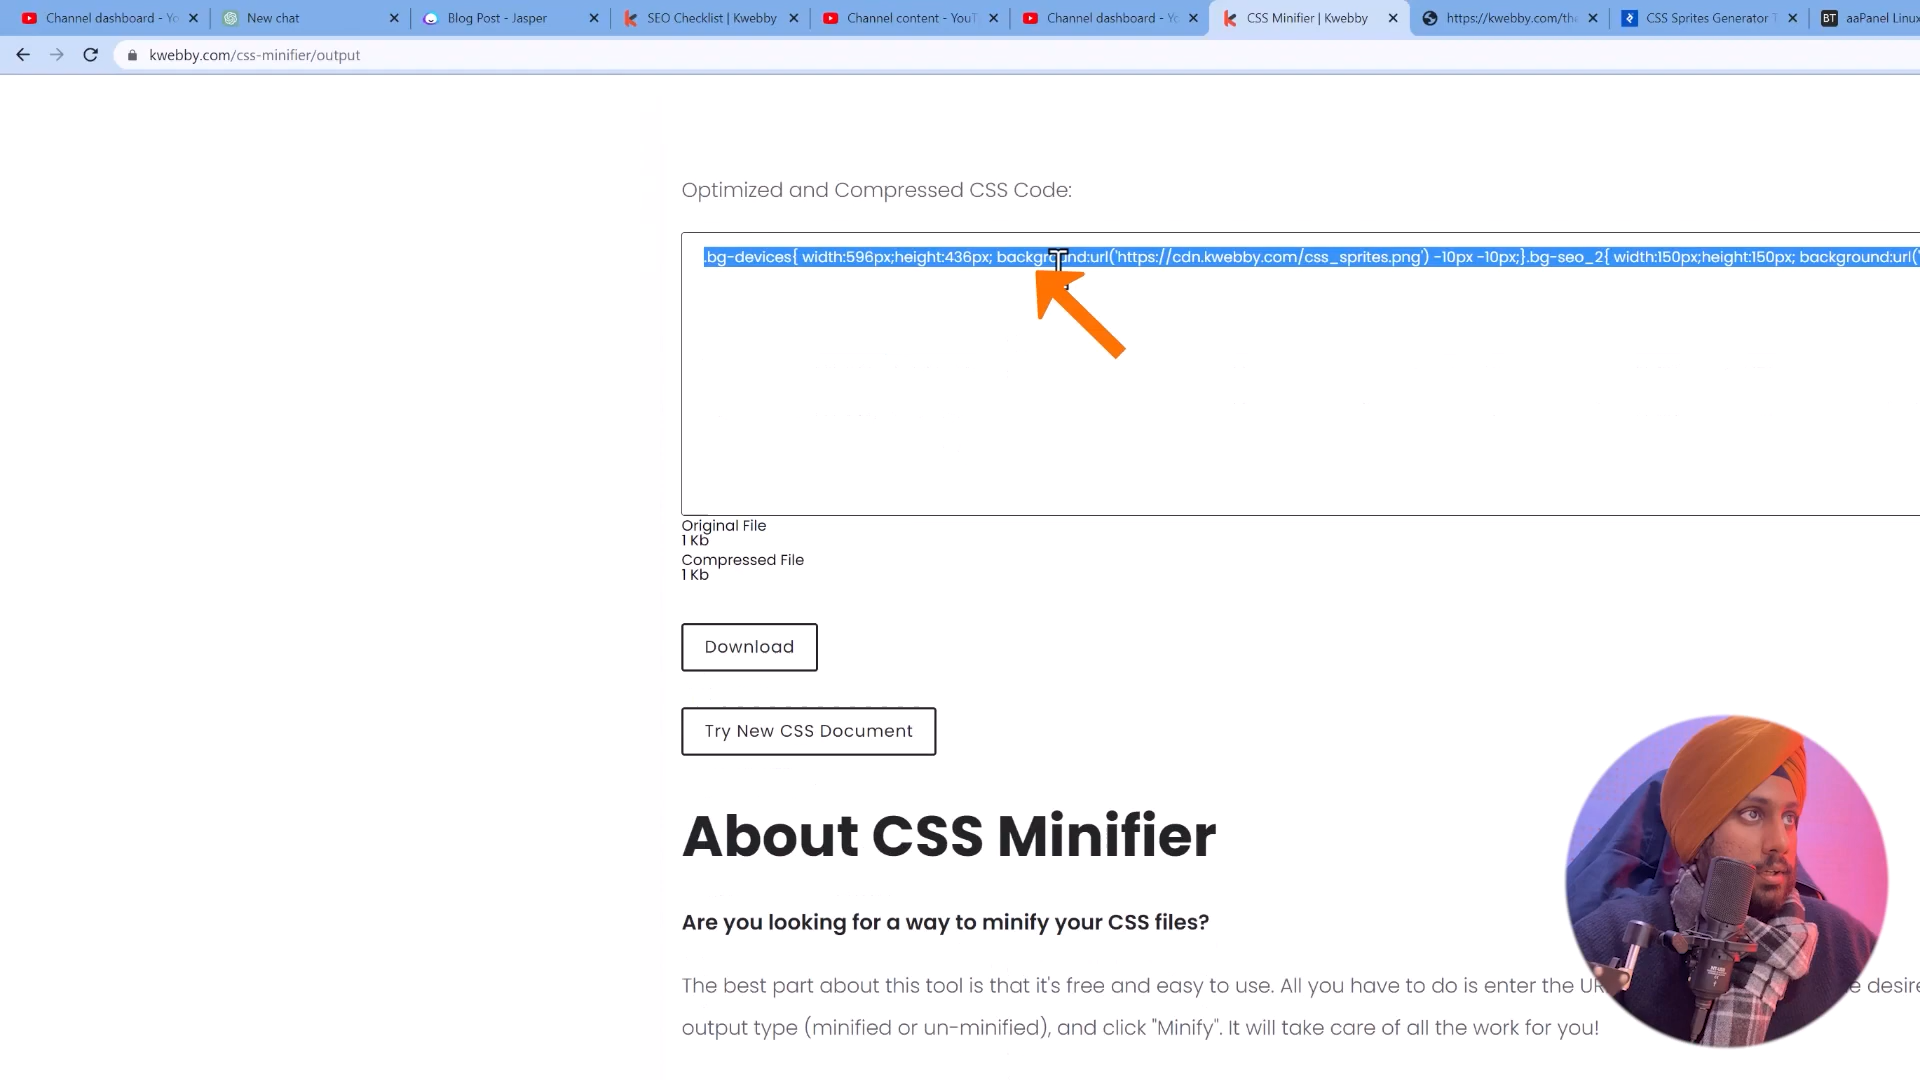 Channel dashboard - Yo
New chat
Blog Post - Jasper
SEO Checklist | Kwebby
Channel content - YouT
Channel dashboard - Yo
CSS Minifier | Kwebby
https://kwebby.com/the
CSS Sprites Generator T
BT aaPanel Linux
kwebby.com/css-minifier/output
Optimized and Compressed CSS Code:
.bg-devices{ width:596px;height:436px; background:url('https://cdn.kwebby.com/css_sprites.png') -10px -10px;}.bg-seo_2{ width:150px;height:150px; background:url('
Original File
1 Kb
Compressed File
1 Kb
Download
Try New CSS Document
About CSS Minifier
Are you looking for a way to minify your CSS files?
The best part about this tool is that it's free and easy to use. All you have to do is enter the UR e desire
output type (minified or un-minified), and click "Minify". It will take care of all the work for you!